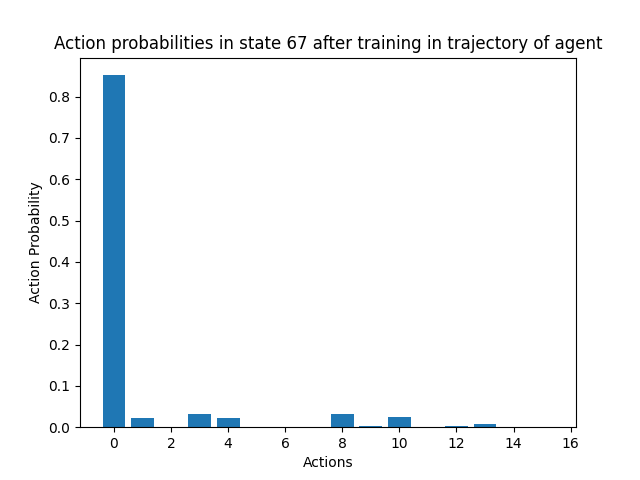 Action probabilities in state 67 after training in trajectory of agent
Action Probability
0.8
0.7
0.6
0.5
0.4
0.3
0.2
0.1
0.0
0 2 4 6 8 10 12 14 16
Actions